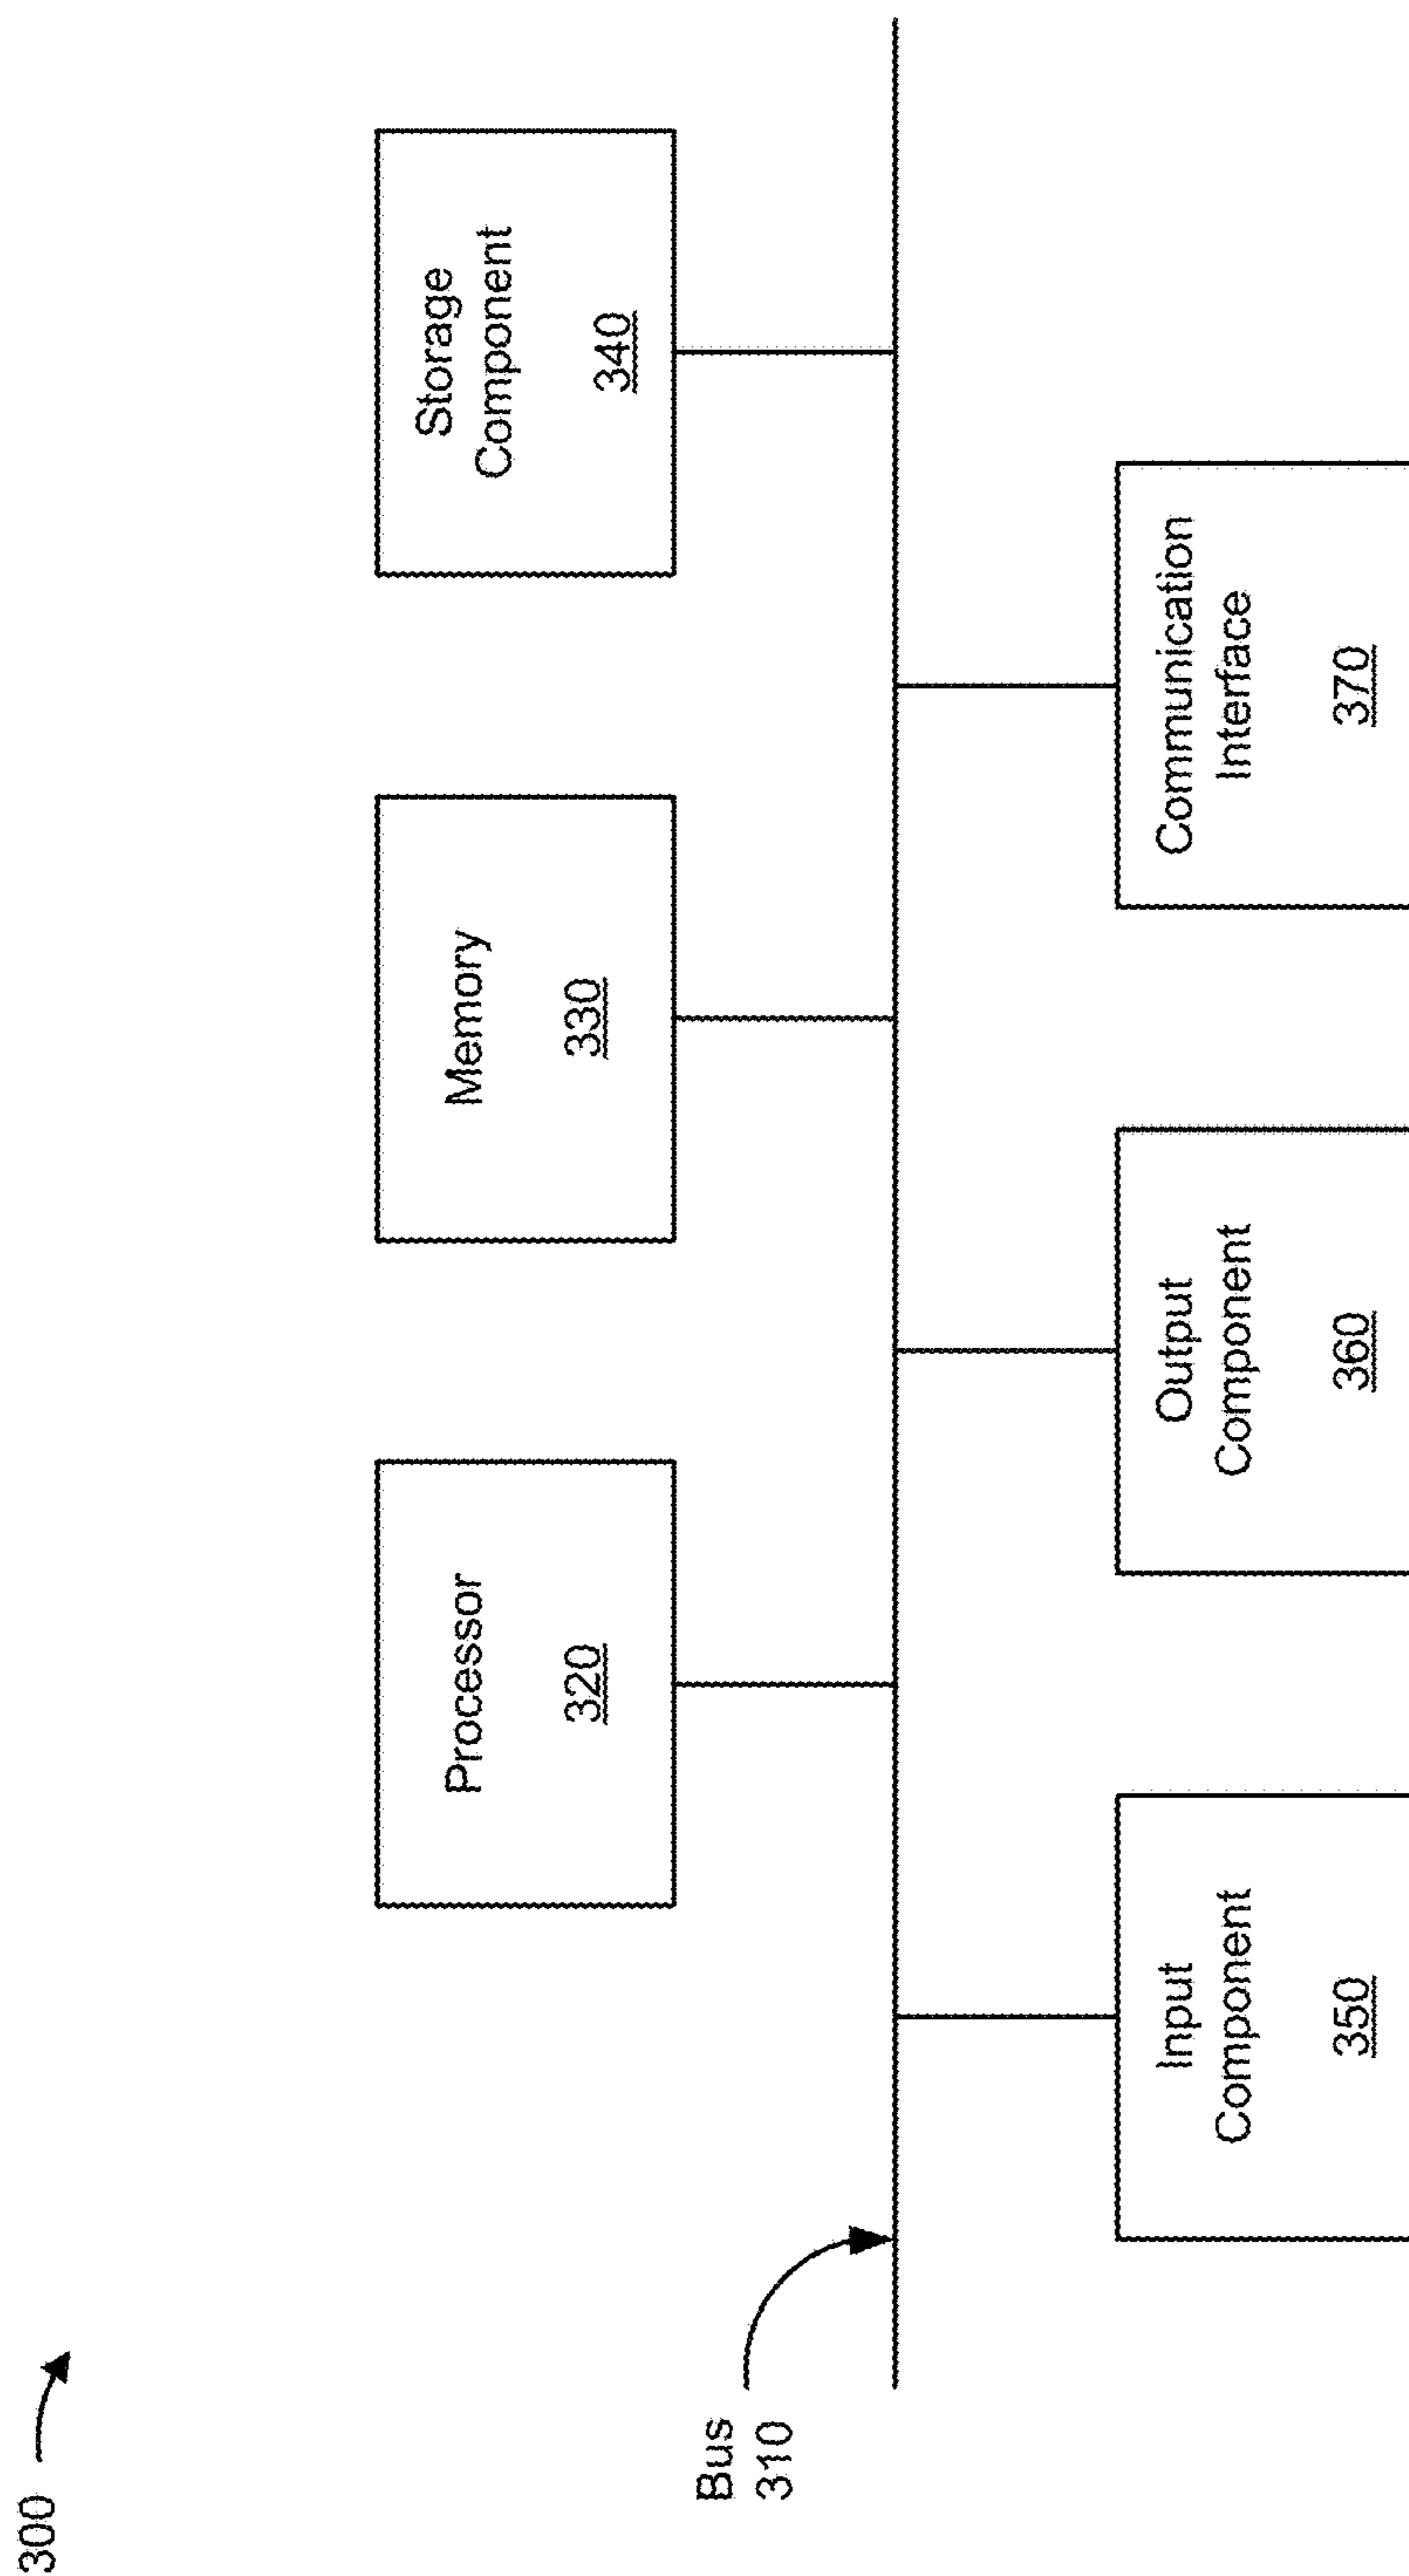 300
Processor
320
Memory
330
Storage
Component
340
Bus
310
Input
Component
350
Output
Component
360
Communication
Interface
370